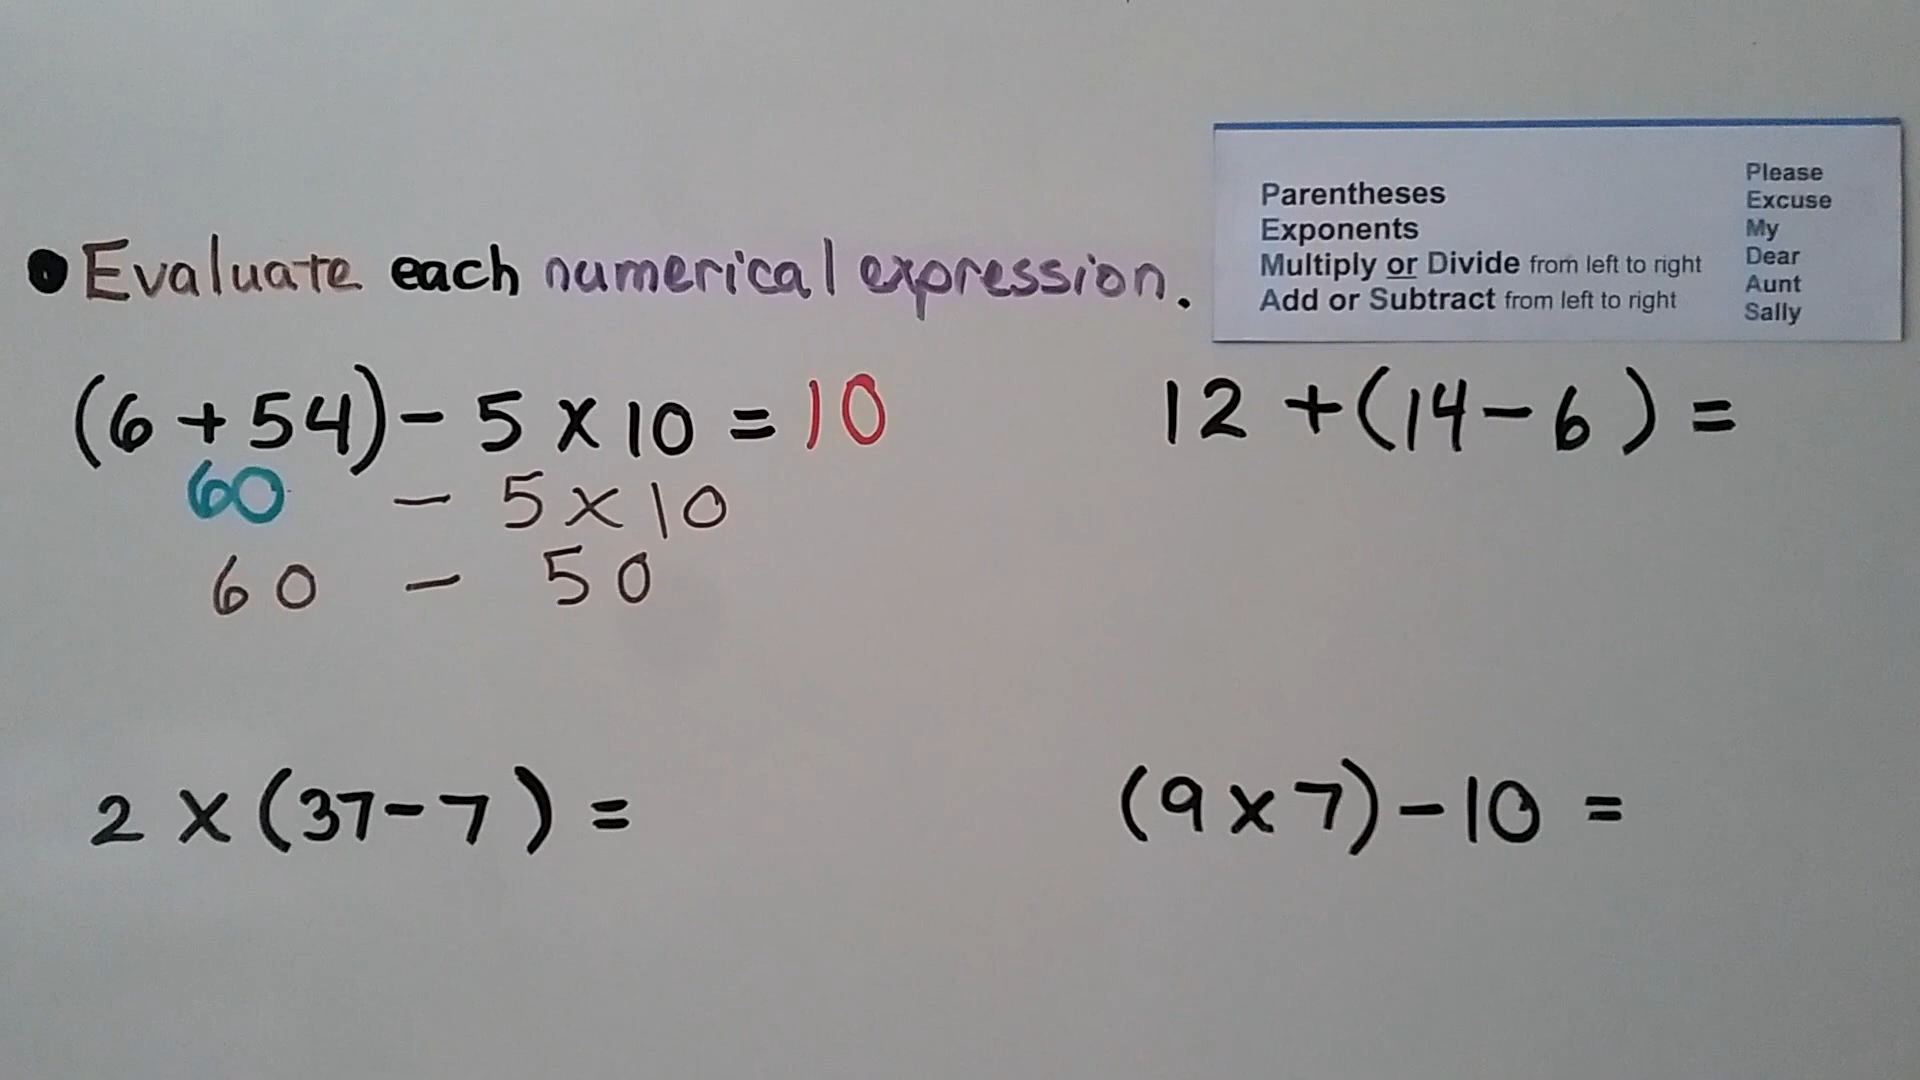 • Evaluate each numerical expression.
Parentheses
Exponents
Multiply or Divide from left to right
Add or Subtract from left to right
Please
Excuse
My
Dear
Aunt
Sally
(6 + 54) - 5 × 10 = 10
60 - 5 × 10
60 - 50
12 + (14 - 6) =
2 × (37 - 7) =
(9 × 7) - 10 =